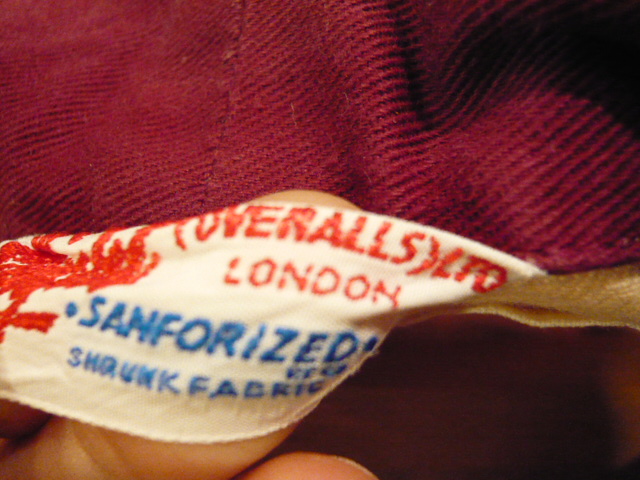 (OVERALLS) LTD
LONDON
·SANFORIZED·
SHRUNK FABRIC